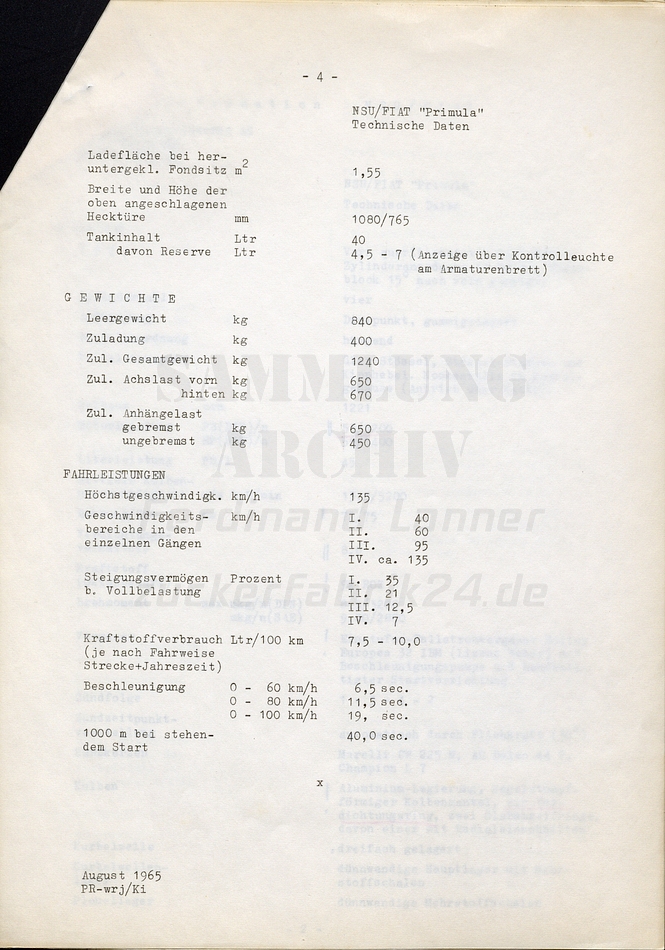 - 4 -
NSU/FIAT "Primula"
Technische Daten
Ladefläche bei her-
untergekl. Fondsitz m2 1,55
Breite und Höhe der
oben angeschlagenen
Hecktüre mm 1080/765
Tankinhalt Ltr 40
davon Reserve Ltr 4,5 - 7 (Anzeige über Kontrolleuchte
am Armaturenbrett)
G E W I C H T E
Leergewicht kg 840
Zuladung kg 400
Zul. Gesamtgewicht kg 1240
Zul. Achslast vorn kg 650
hinten kg 670
Zul. Anhängelast
gebremst kg 650
ungebremst kg 450
SAMMLUNG
ARCHIV
FAHRLEISTUNGEN
Höchstgeschwindigk. km/h 135
Ferdinand Lanner
Geschwindigkeits- km/h I. 40
bereiche in den II. 60
einzelnen Gängen III. 95
IV. ca. 135
Steigungsvermögen Prozent I. 35
b. Vollbelastung II. 21
zuckerfabrik24.de
III. 12,5
IV. 7
Kraftstoffverbrauch Ltr/100 km 7,5 - 10,0
(je nach Fahrweise
Strecke+Jahreszeit)
Beschleunigung 0 - 60 km/h 6,5 sec.
0 - 80 km/h 11,5 sec.
0 - 100 km/h 19, sec.
1000 m bei stehen- 40,0 sec.
dem Start
x
August 1965
PR-wrj/Ki